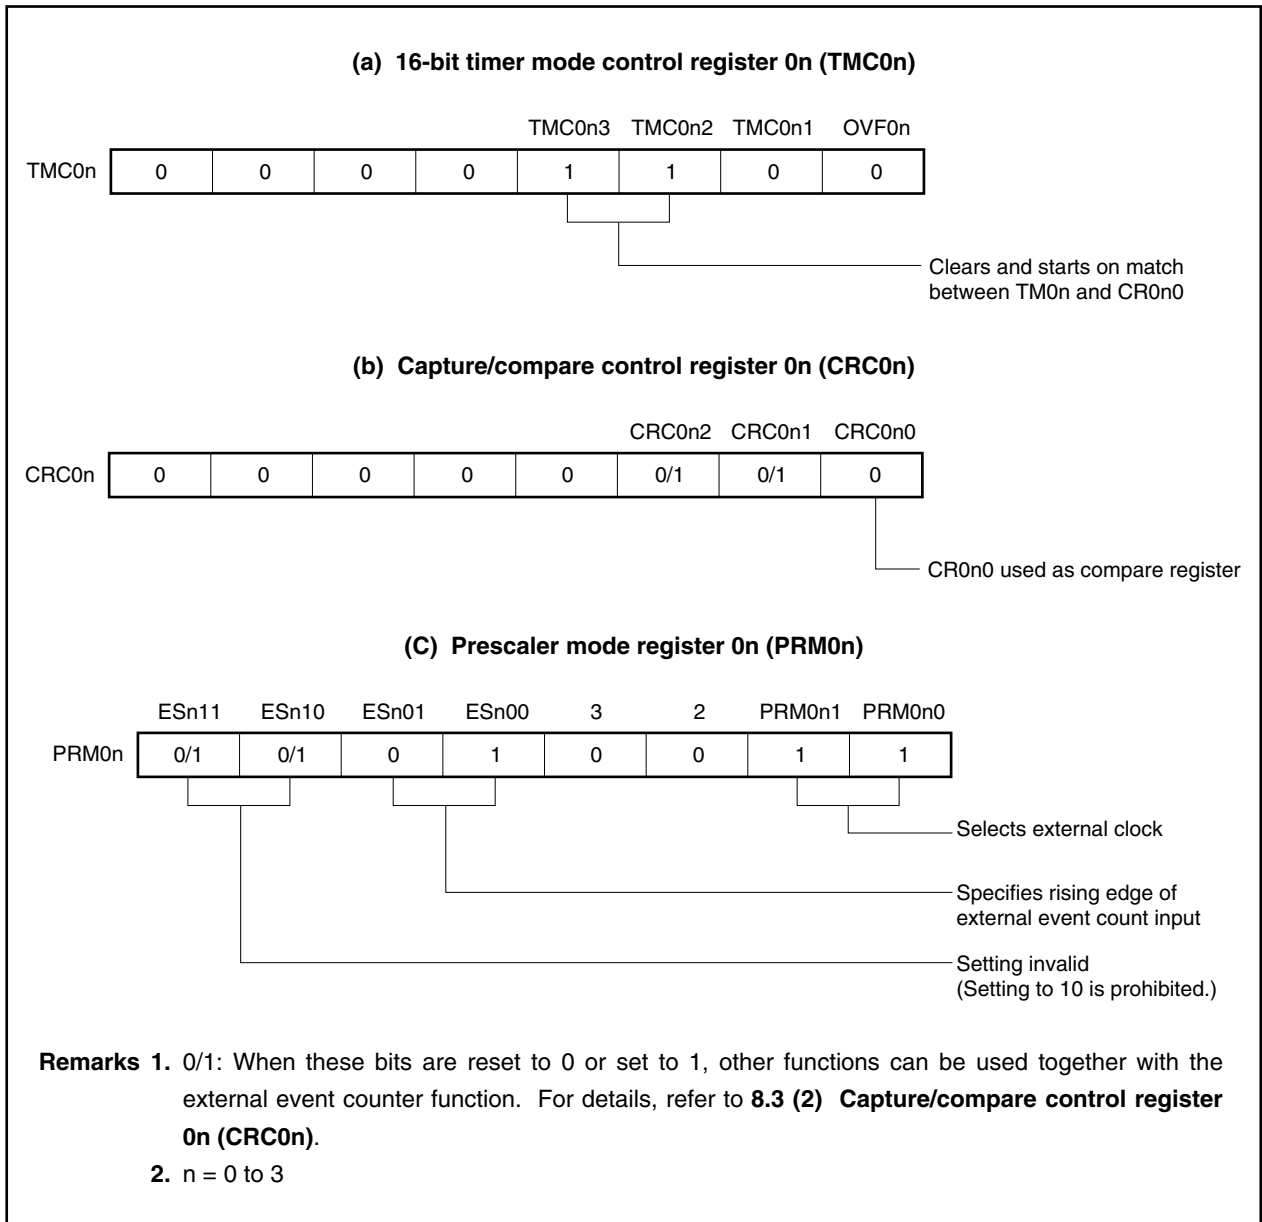 (a) 16-bit timer mode control register 0n (TMC0n)
TMC0n3 TMC0n2 TMC0n1 OVF0n
TMC0n 0 0 0 0 1 1 0 0
Clears and starts on match
between TM0n and CR0n0
(b) Capture/compare control register 0n (CRC0n)
CRC0n2 CRC0n1 CRC0n0
CRC0n 0 0 0 0 0 0/1 0/1 0
CR0n0 used as compare register
(C) Prescaler mode register 0n (PRM0n)
ESn11 ESn10 ESn01 ESn00 3 2 PRM0n1 PRM0n0
PRM0n 0/1 0/1 0 1 0 0 1 1
Selects external clock
Specifies rising edge of
external event count input
Setting invalid
(Setting to 10 is prohibited.)
Remarks 1. 0/1: When these bits are reset to 0 or set to 1, other functions can be used together with the
external event counter function. For details, refer to 8.3 (2) Capture/compare control register
0n (CRC0n).
2. n = 0 to 3